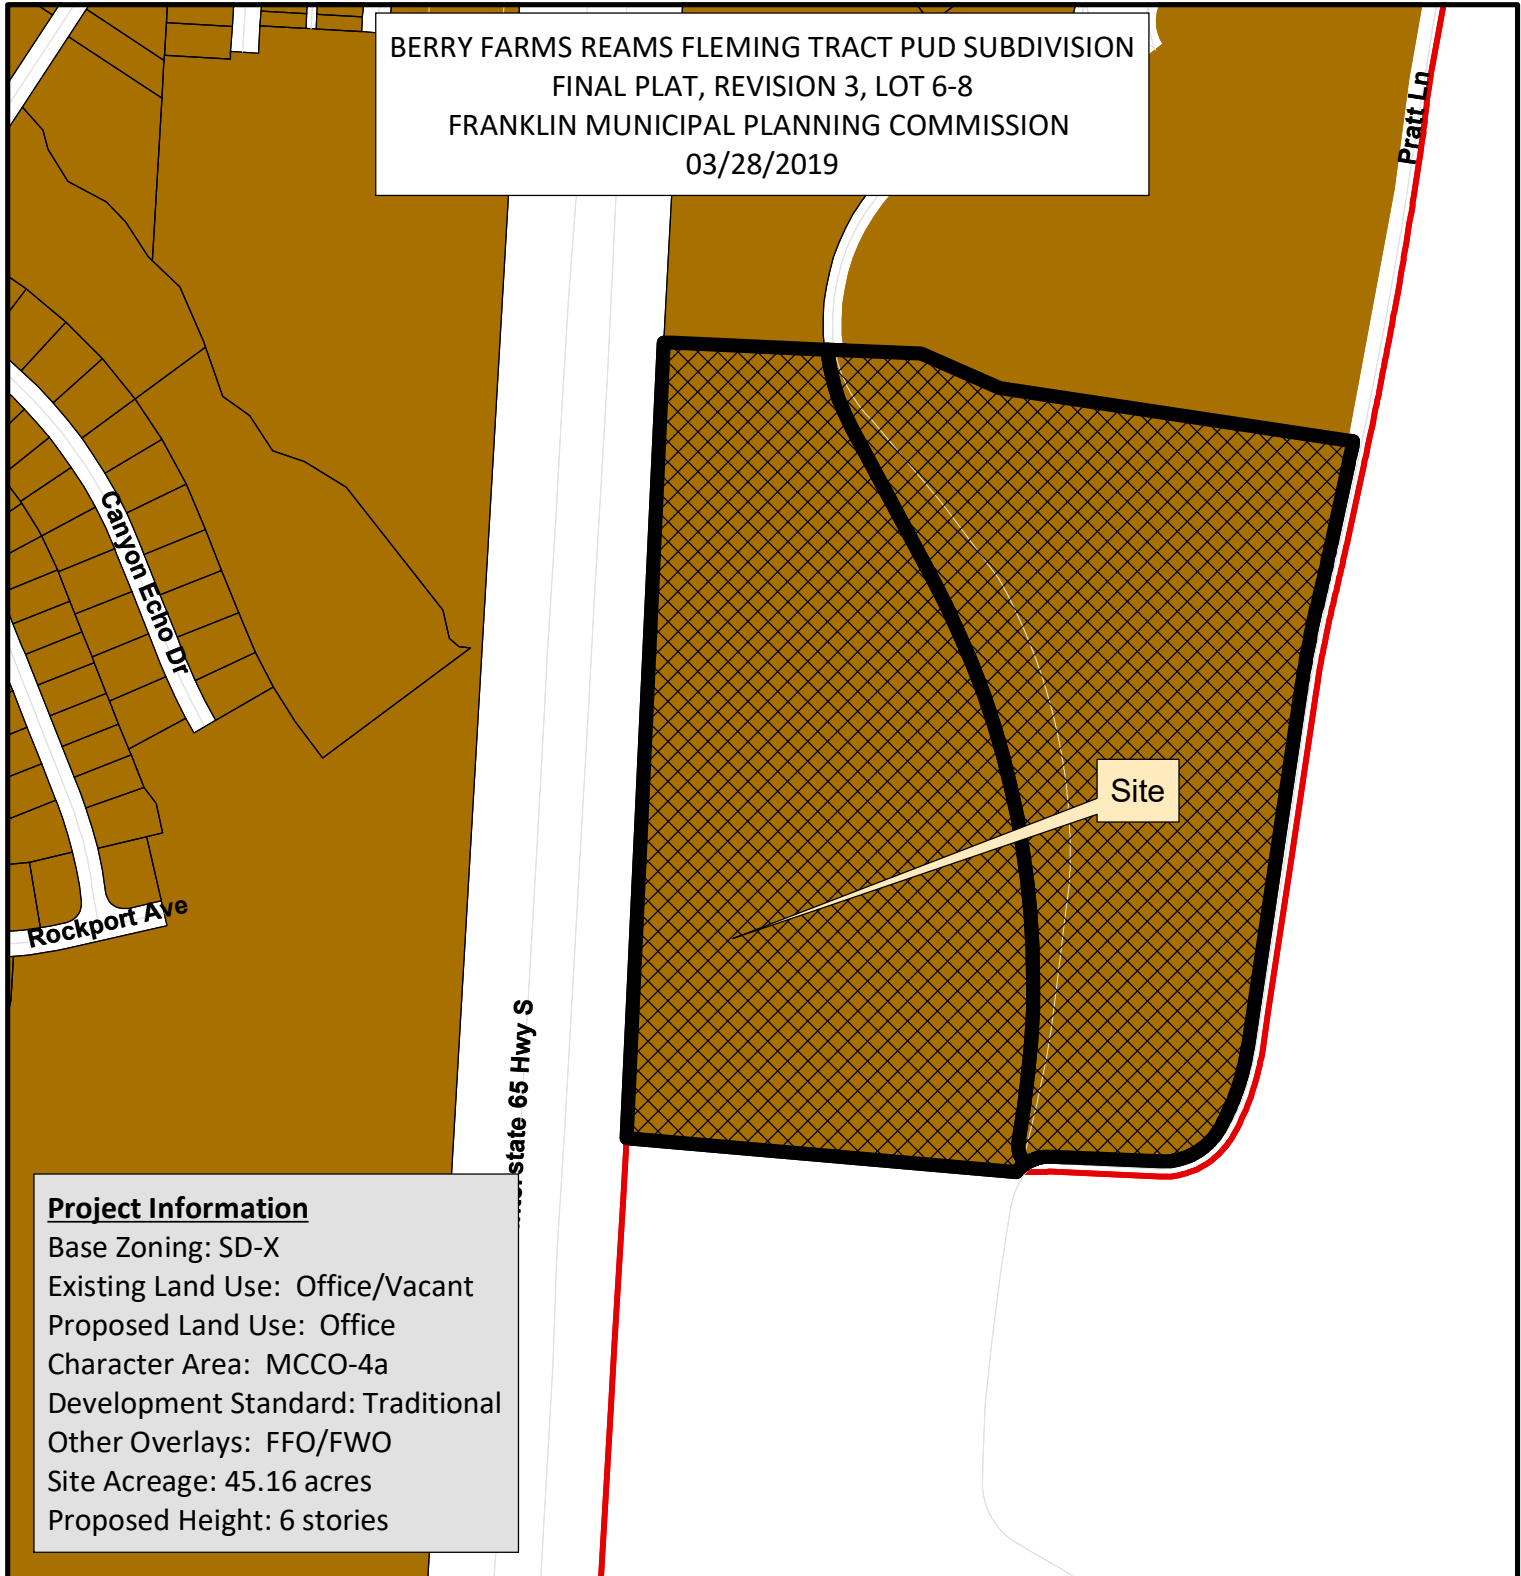 BERRY FARMS REAMS FLEMING TRACT PUD SUBDIVISION
FINAL PLAT, REVISION 3, LOT 6-8
FRANKLIN MUNICIPAL PLANNING COMMISSION
03/28/2019
Pratt Ln
Canyon Echo Dr
Site
Rockport Ave
Interstate 65 Hwy S
Project Information
Base Zoning: SD-X
Existing Land Use: Office/Vacant
Proposed Land Use: Office
Character Area: MCCO-4a
Development Standard: Traditional
Other Overlays: FFO/FWO
Site Acreage: 45.16 acres
Proposed Height: 6 stories